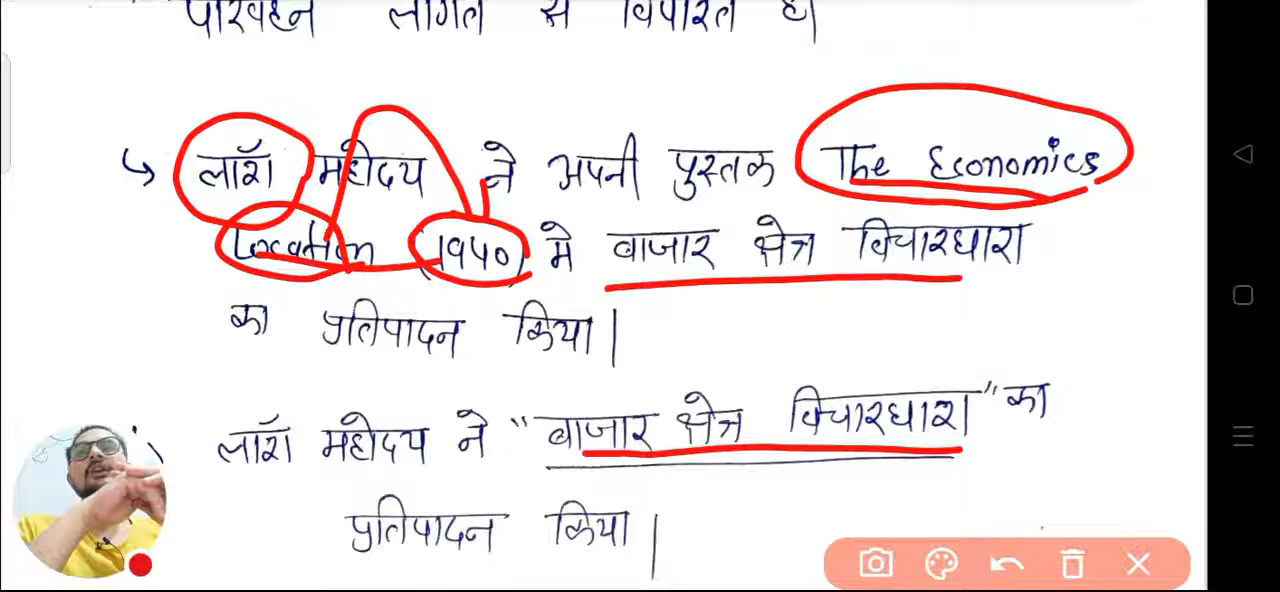 परिवहन लागत से विपरित है।
↳ लॉश महोदय ने अपनी पुस्तक The Economics
Location (१९५०) मे बाजार क्षेत्र विचारधारा
का प्रतिपादन किया |
लॉश महोदय ने "बाजार क्षेत्र विचारधारा" का
प्रतिपादन किया |